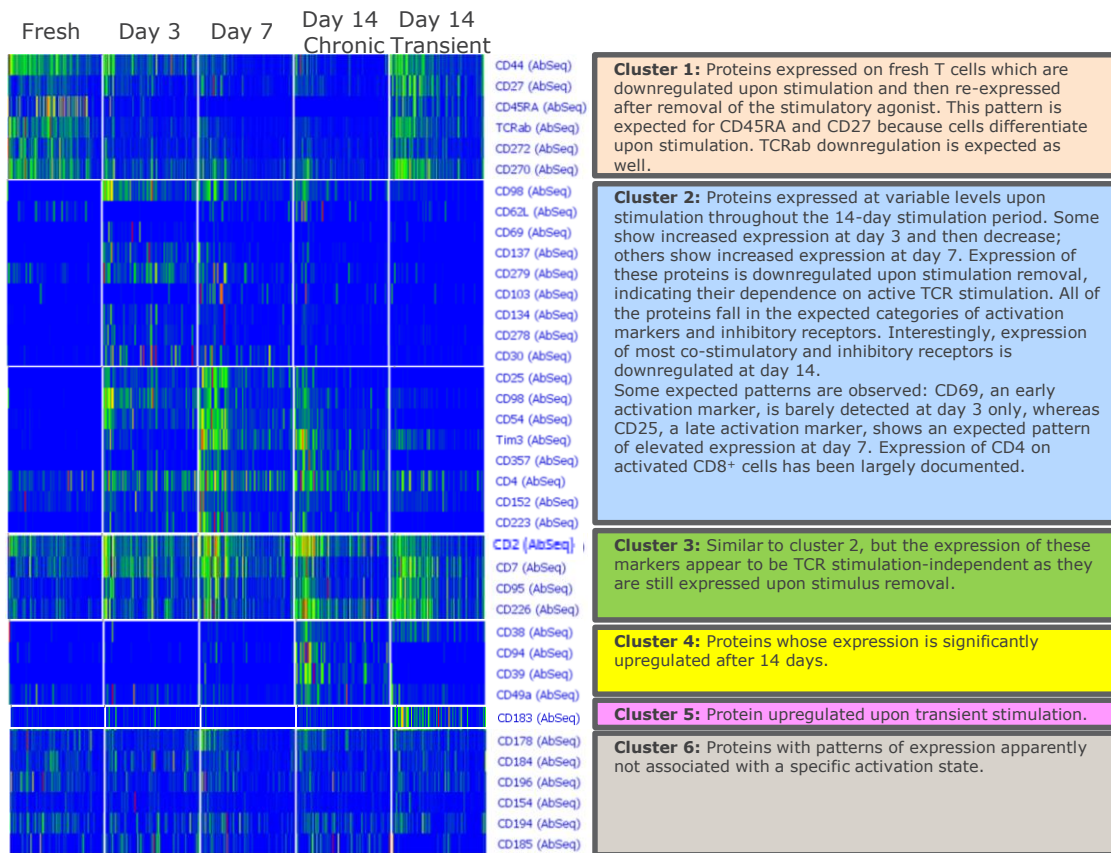 Fresh
Day 3
Day 7
Day 14
Chronic
Day 14
Transient
CD44 (AbSeq)
CD27 (AbSeq)
CD45RA (AbSeq)
TCRab (AbSeq)
CD272 (AbSeq)
CD270 (AbSeq)
CD98 (AbSeq)
CD62L (AbSeq)
CD69 (AbSeq)
CD137 (AbSeq)
CD279 (AbSeq)
CD103 (AbSeq)
CD134 (AbSeq)
CD278 (AbSeq)
CD30 (AbSeq)
CD25 (AbSeq)
CD98 (AbSeq)
CD54 (AbSeq)
Tim3 (AbSeq)
CD357 (AbSeq)
CD4 (AbSeq)
CD152 (AbSeq)
CD223 (AbSeq)
CD2 (AbSeq)
CD7 (AbSeq)
CD95 (AbSeq)
CD226 (AbSeq)
CD38 (AbSeq)
CD94 (AbSeq)
CD39 (AbSeq)
CD49a (AbSeq)
CD183 (AbSeq)
CD178 (AbSeq)
CD184 (AbSeq)
CD196 (AbSeq)
CD154 (AbSeq)
CD194 (AbSeq)
CD185 (AbSeq)
Cluster 1: Proteins expressed on fresh T cells which are
downregulated upon stimulation and then re-expressed
after removal of the stimulatory agonist. This pattern is
expected for CD45RA and CD27 because cells differentiate
upon stimulation. TCRab downregulation is expected as
well.
Cluster 2: Proteins expressed at variable levels upon
stimulation throughout the 14-day stimulation period. Some
show increased expression at day 3 and then decrease;
others show increased expression at day 7. Expression of
these proteins is downregulated upon stimulation removal,
indicating their dependence on active TCR stimulation. All of
the proteins fall in the expected categories of activation
markers and inhibitory receptors. Interestingly, expression
of most co-stimulatory and inhibitory receptors is
downregulated at day 14.
Some expected patterns are observed: CD69, an early
activation marker, is barely detected at day 3 only, whereas
CD25, a late activation marker, shows an expected pattern
of elevated expression at day 7. Expression of CD4 on
activated CD8⁺ cells has been largely documented.
Cluster 3: Similar to cluster 2, but the expression of these
markers appear to be TCR stimulation-independent as they
are still expressed upon stimulus removal.
Cluster 4: Proteins whose expression is significantly
upregulated after 14 days.
Cluster 5: Protein upregulated upon transient stimulation.
Cluster 6: Proteins with patterns of expression apparently
not associated with a specific activation state.